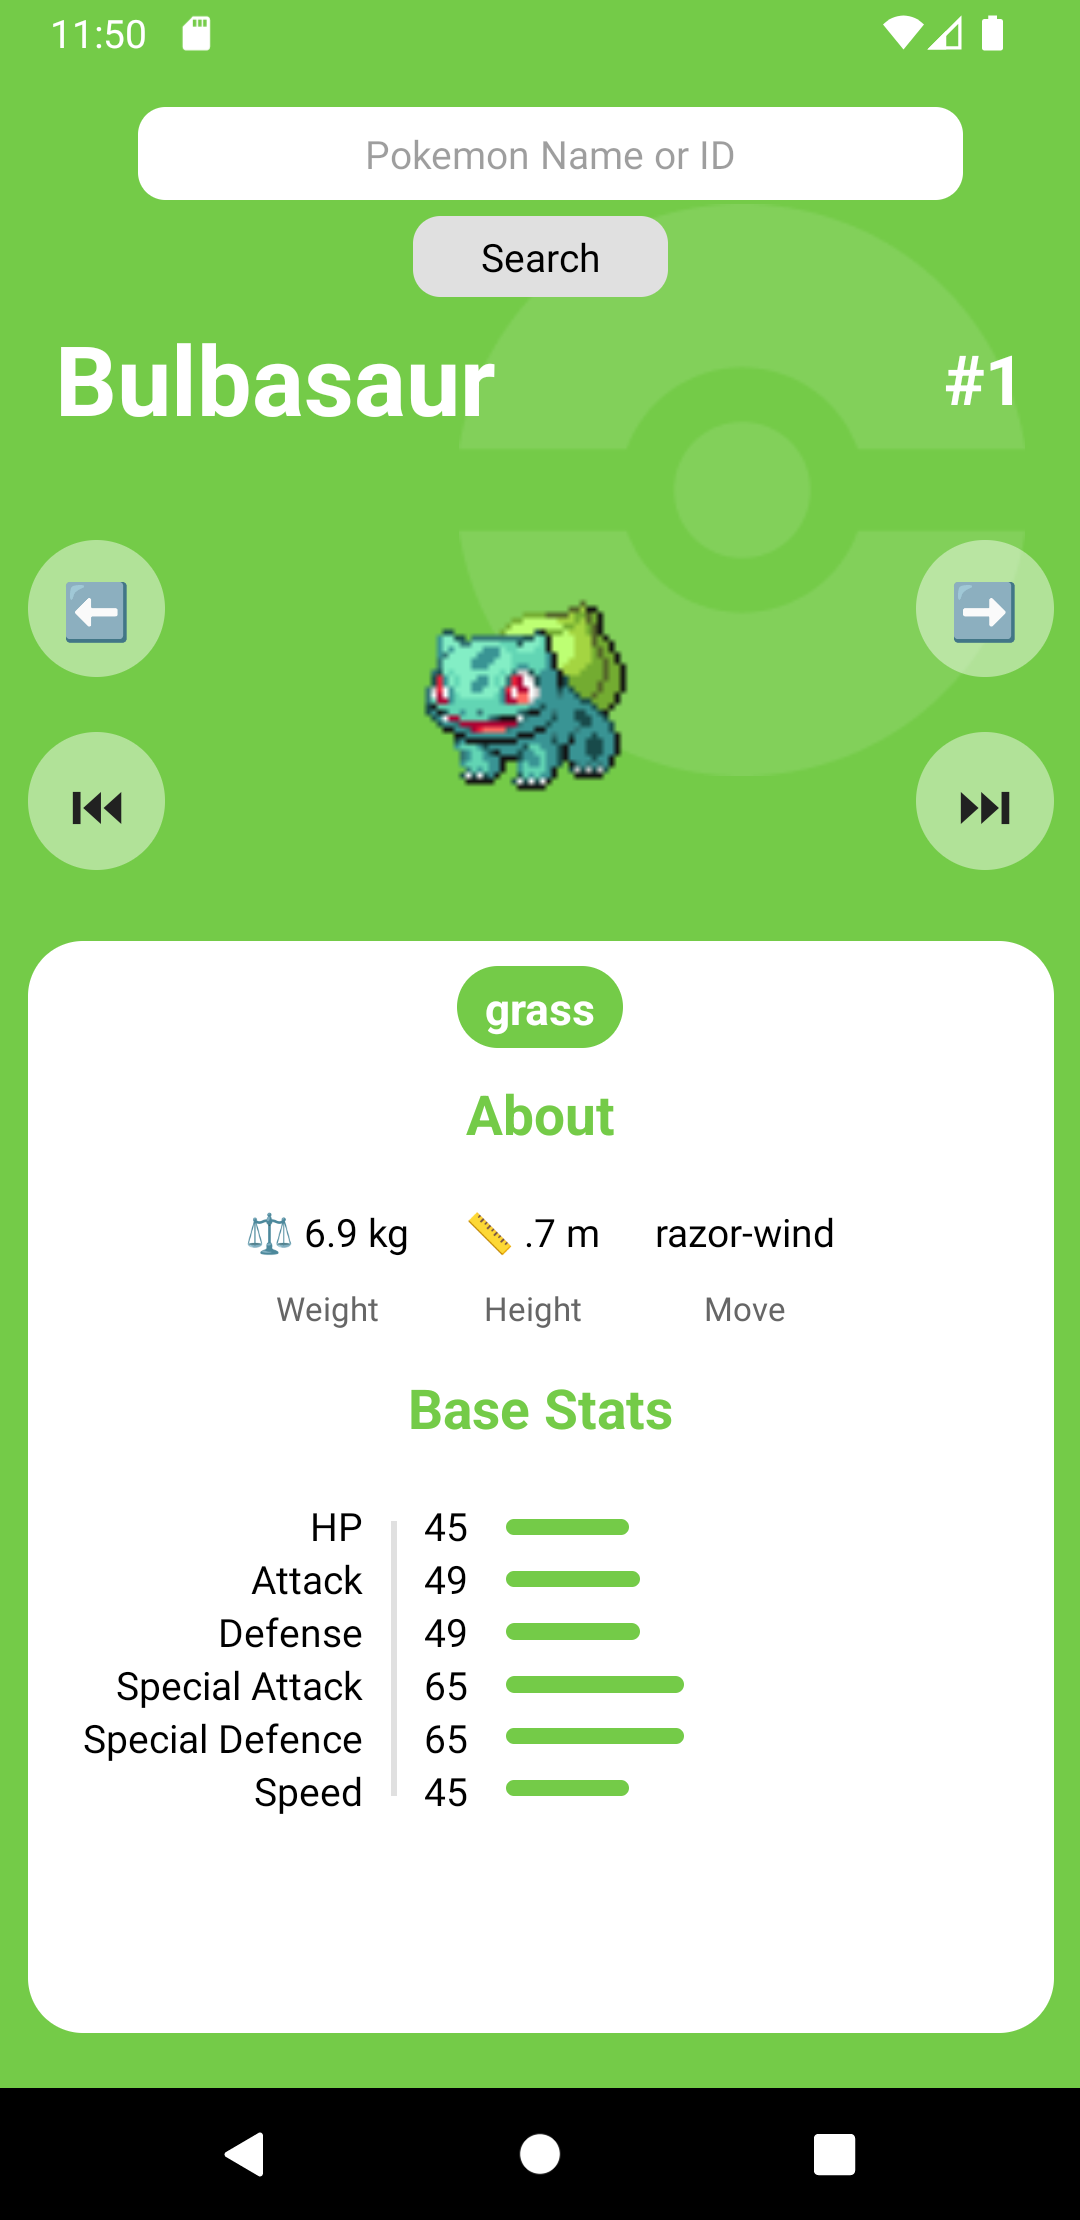 11:50
Pokemon Name or ID
Search
Bulbasaur #1
grass
About
6.9 kg .7 m razor-wind
Weight Height Move
Base Stats
HP 45
Attack 49
Defense 49
Special Attack 65
Special Defence 65
Speed 45